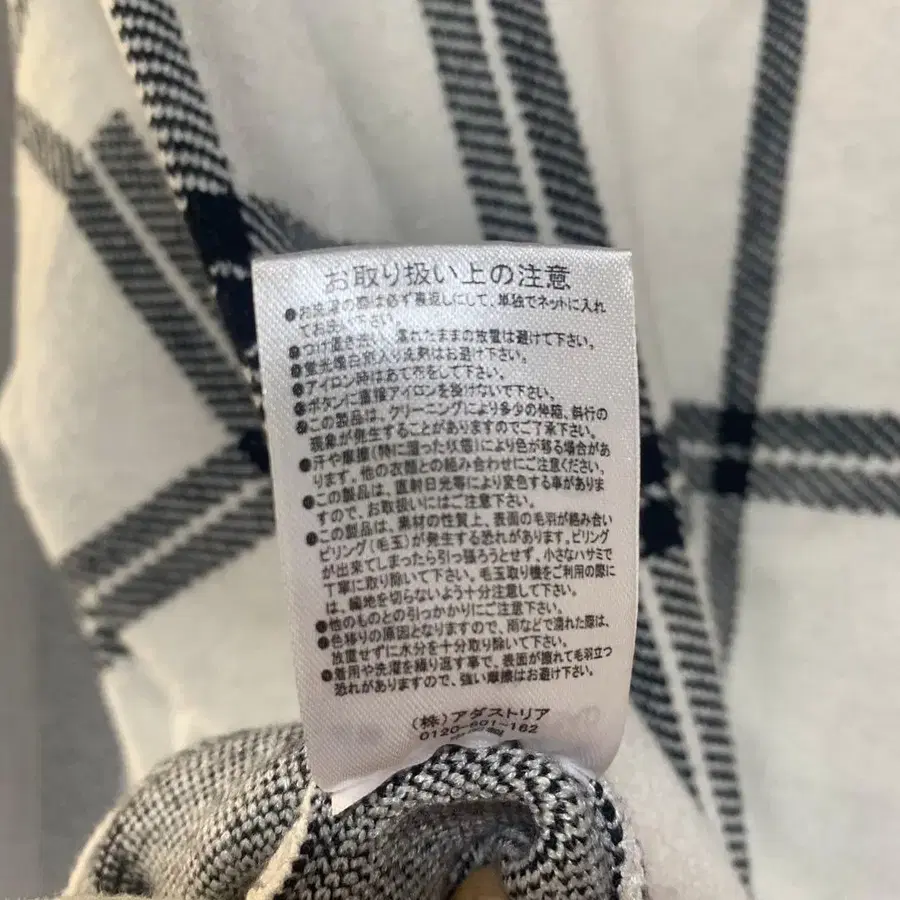 お取り扱い上の注意
●お洗濯の際は必ず裏返しにして、単独でネットに入れ
てお洗い下さい。
●つけ置き洗い、濡れたままの放置は避けて下さい。
●蛍光増白剤入り洗剤はお避け下さい。
●アイロン時はあて布をして下さい。
●ボタンに直接アイロンを掛けないで下さい。
●この製品は、クリーニングにより多少の伸縮、斜行の
現象が発生することがありますのでご了承下さい。
●汗や摩擦(特に湿った状態)により色が移る場合があ
ります。他の衣類との組み合わせにご注意ください。
●この製品は、直射日光等により変色する事がありま
すので、お取扱いにはご注意下さい。
●この製品は、素材の性質上、表面の毛羽が絡み合い
ピリング(毛玉)が発生する恐れがあります。ピリング
が出来てしまったら引っ張ろうとせず、小さなハサミで
丁寧に取り除いて下さい。毛玉取り機をご利用の際に
は、編地を切らないよう十分注意して下さい。
●他のものとの引っかかりにご注意下さい。
●色移りの原因となりますので、雨などで濡れた際は、
放置せずに水分を十分取り除いて下さい。
●着用や洗濯を繰り返す事で、表面が擦れて毛羽立つ
恐れがありますので、強い摩擦はお避け下さい。
(株)アダストリア
0120-601-162